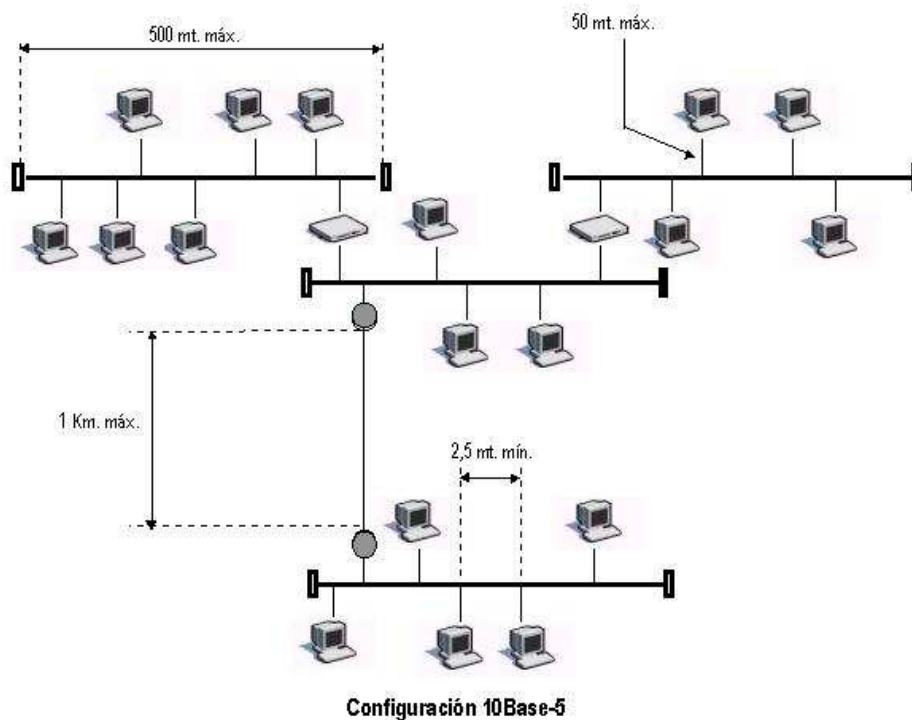 500 mt. máx.
50 mt. máx.
1 Km. máx.
2,5 mt. mín.
Configuración 10Base-5